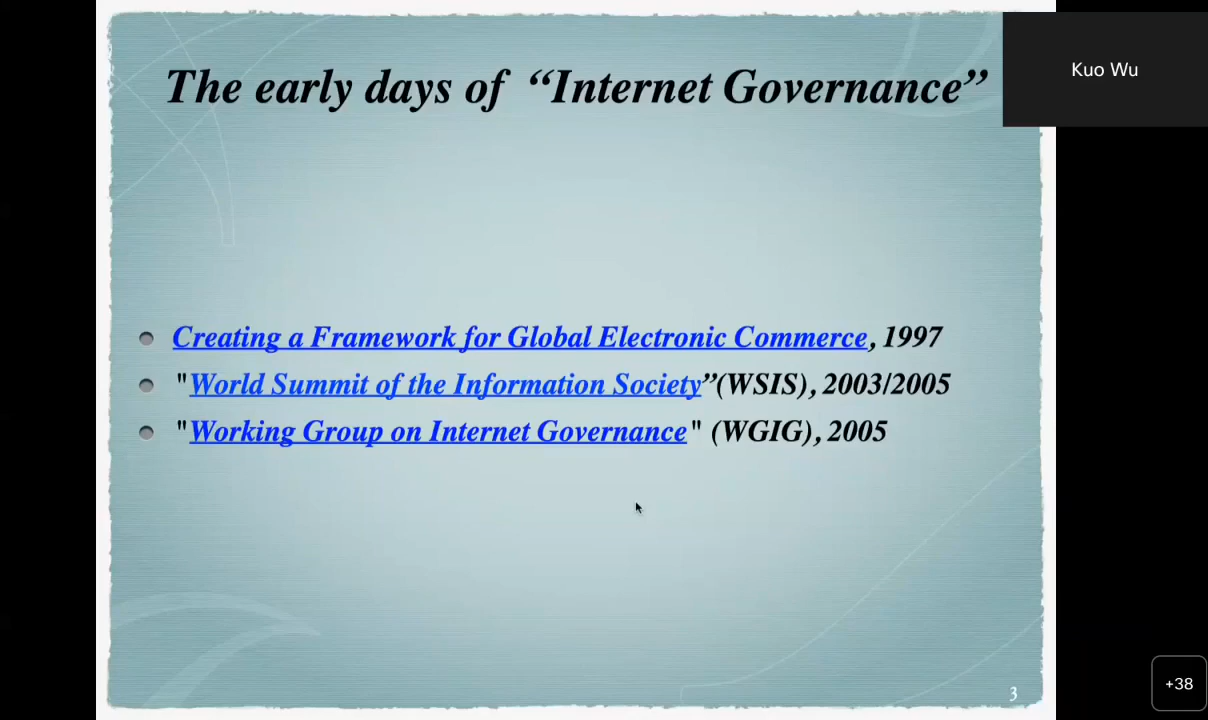 The early days of “Internet Governance”
Kuo Wu
Creating a Framework for Global Electronic Commerce, 1997
"World Summit of the Information Society”(WSIS), 2003/2005
"Working Group on Internet Governance" (WGIG), 2005
3
+38